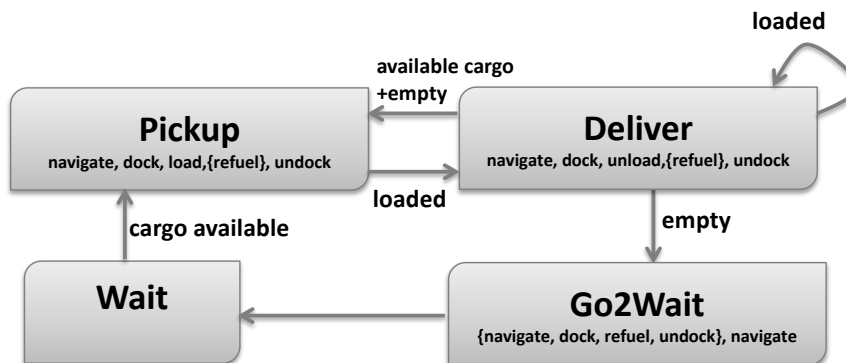 loaded
available cargo
+empty
Pickup
navigate, dock, load,{refuel}, undock
Deliver
navigate, dock, unload,{refuel}, undock
loaded
empty
cargo available
Wait
Go2Wait
{navigate, dock, refuel, undock}, navigate